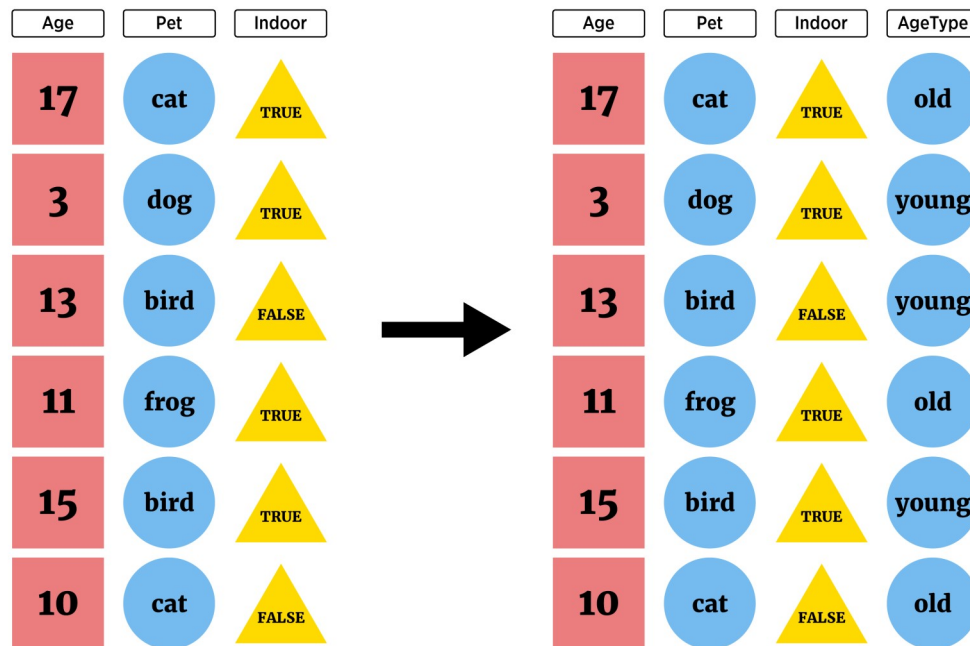 Age Pet Indoor Age Pet Indoor AgeType
17 cat TRUE 17 cat TRUE old
3 dog TRUE 3 dog TRUE young
13 bird FALSE 13 bird FALSE young
11 frog TRUE 11 frog TRUE old
15 bird TRUE 15 bird TRUE young
10 cat FALSE 10 cat FALSE old